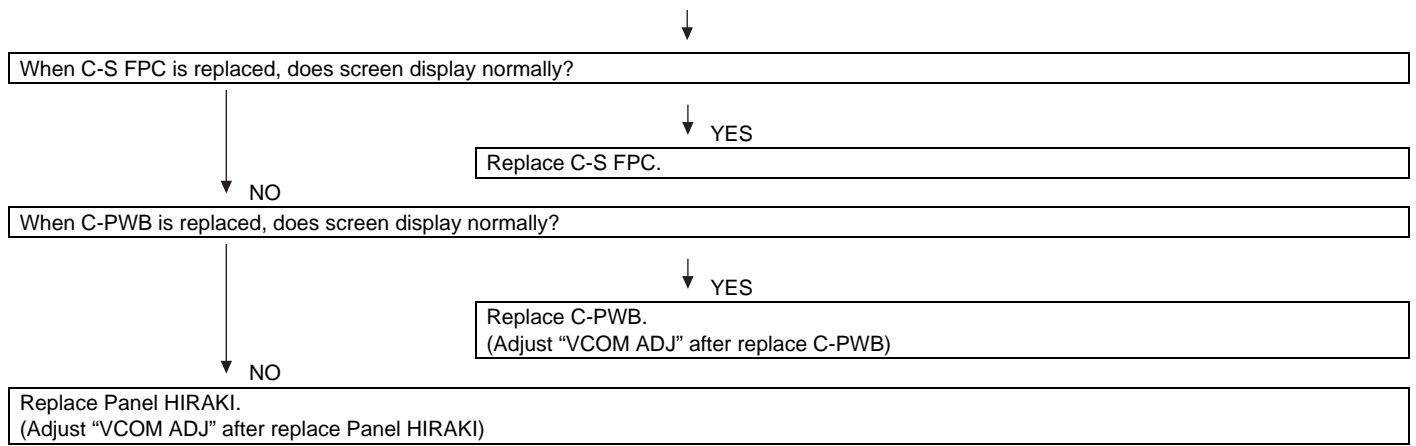 When C-S FPC is replaced, does screen display normally?
YES
Replace C-S FPC.
NO
When C-PWB is replaced, does screen display normally?
YES
Replace C-PWB.
(Adjust “VCOM ADJ” after replace C-PWB)
NO
Replace Panel HIRAKI.
(Adjust “VCOM ADJ” after replace Panel HIRAKI)